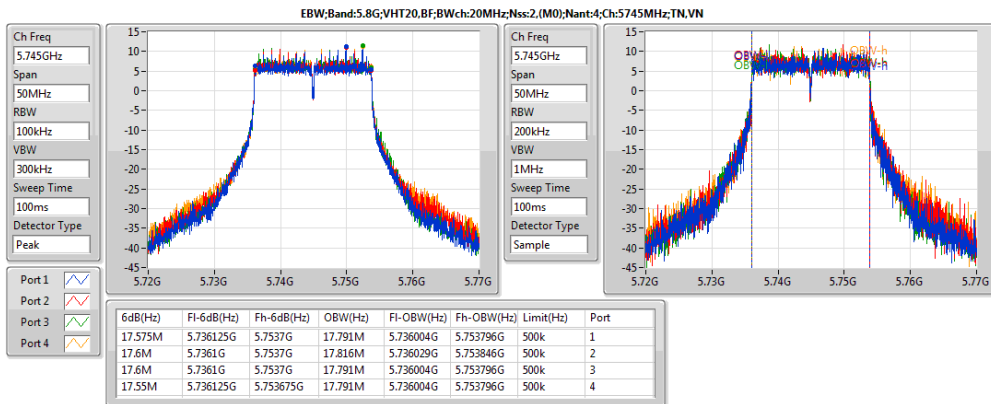 EBW;Band:5.8G;VHT20,BF;BWch:20MHz;Nss:2,(M0);Nant:4;Ch:5745MHz;TN,VN
Ch Freq
5.745GHz
Span
50MHz
RBW
100kHz
VBW
300kHz
Sweep Time
100ms
Detector Type
Peak
15
10
5
0
-5
-10
-15
-20
-25
-30
-35
-40
-45
5.72G 5.73G 5.74G 5.75G 5.76G 5.77G
Ch Freq
5.745GHz
Span
50MHz
RBW
200kHz
VBW
1MHz
Sweep Time
100ms
Detector Type
Sample
15
10
5
0
-5
-10
-15
-20
-25
-30
-35
-40
-45
OBW-h
OBW-h
5.72G 5.73G 5.74G 5.75G 5.76G 5.77G
Port 1
Port 2
Port 3
Port 4
6dB(Hz) Fl-6dB(Hz) Fh-6dB(Hz) OBW(Hz) Fl-OBW(Hz) Fh-OBW(Hz) Limit(Hz) Port
17.575M 5.736125G 5.7537G 17.791M 5.736004G 5.753796G 500k 1
17.6M 5.7361G 5.7537G 17.816M 5.736029G 5.753846G 500k 2
17.6M 5.7361G 5.7537G 17.791M 5.736004G 5.753796G 500k 3
17.55M 5.736125G 5.753675G 17.791M 5.736004G 5.753796G 500k 4